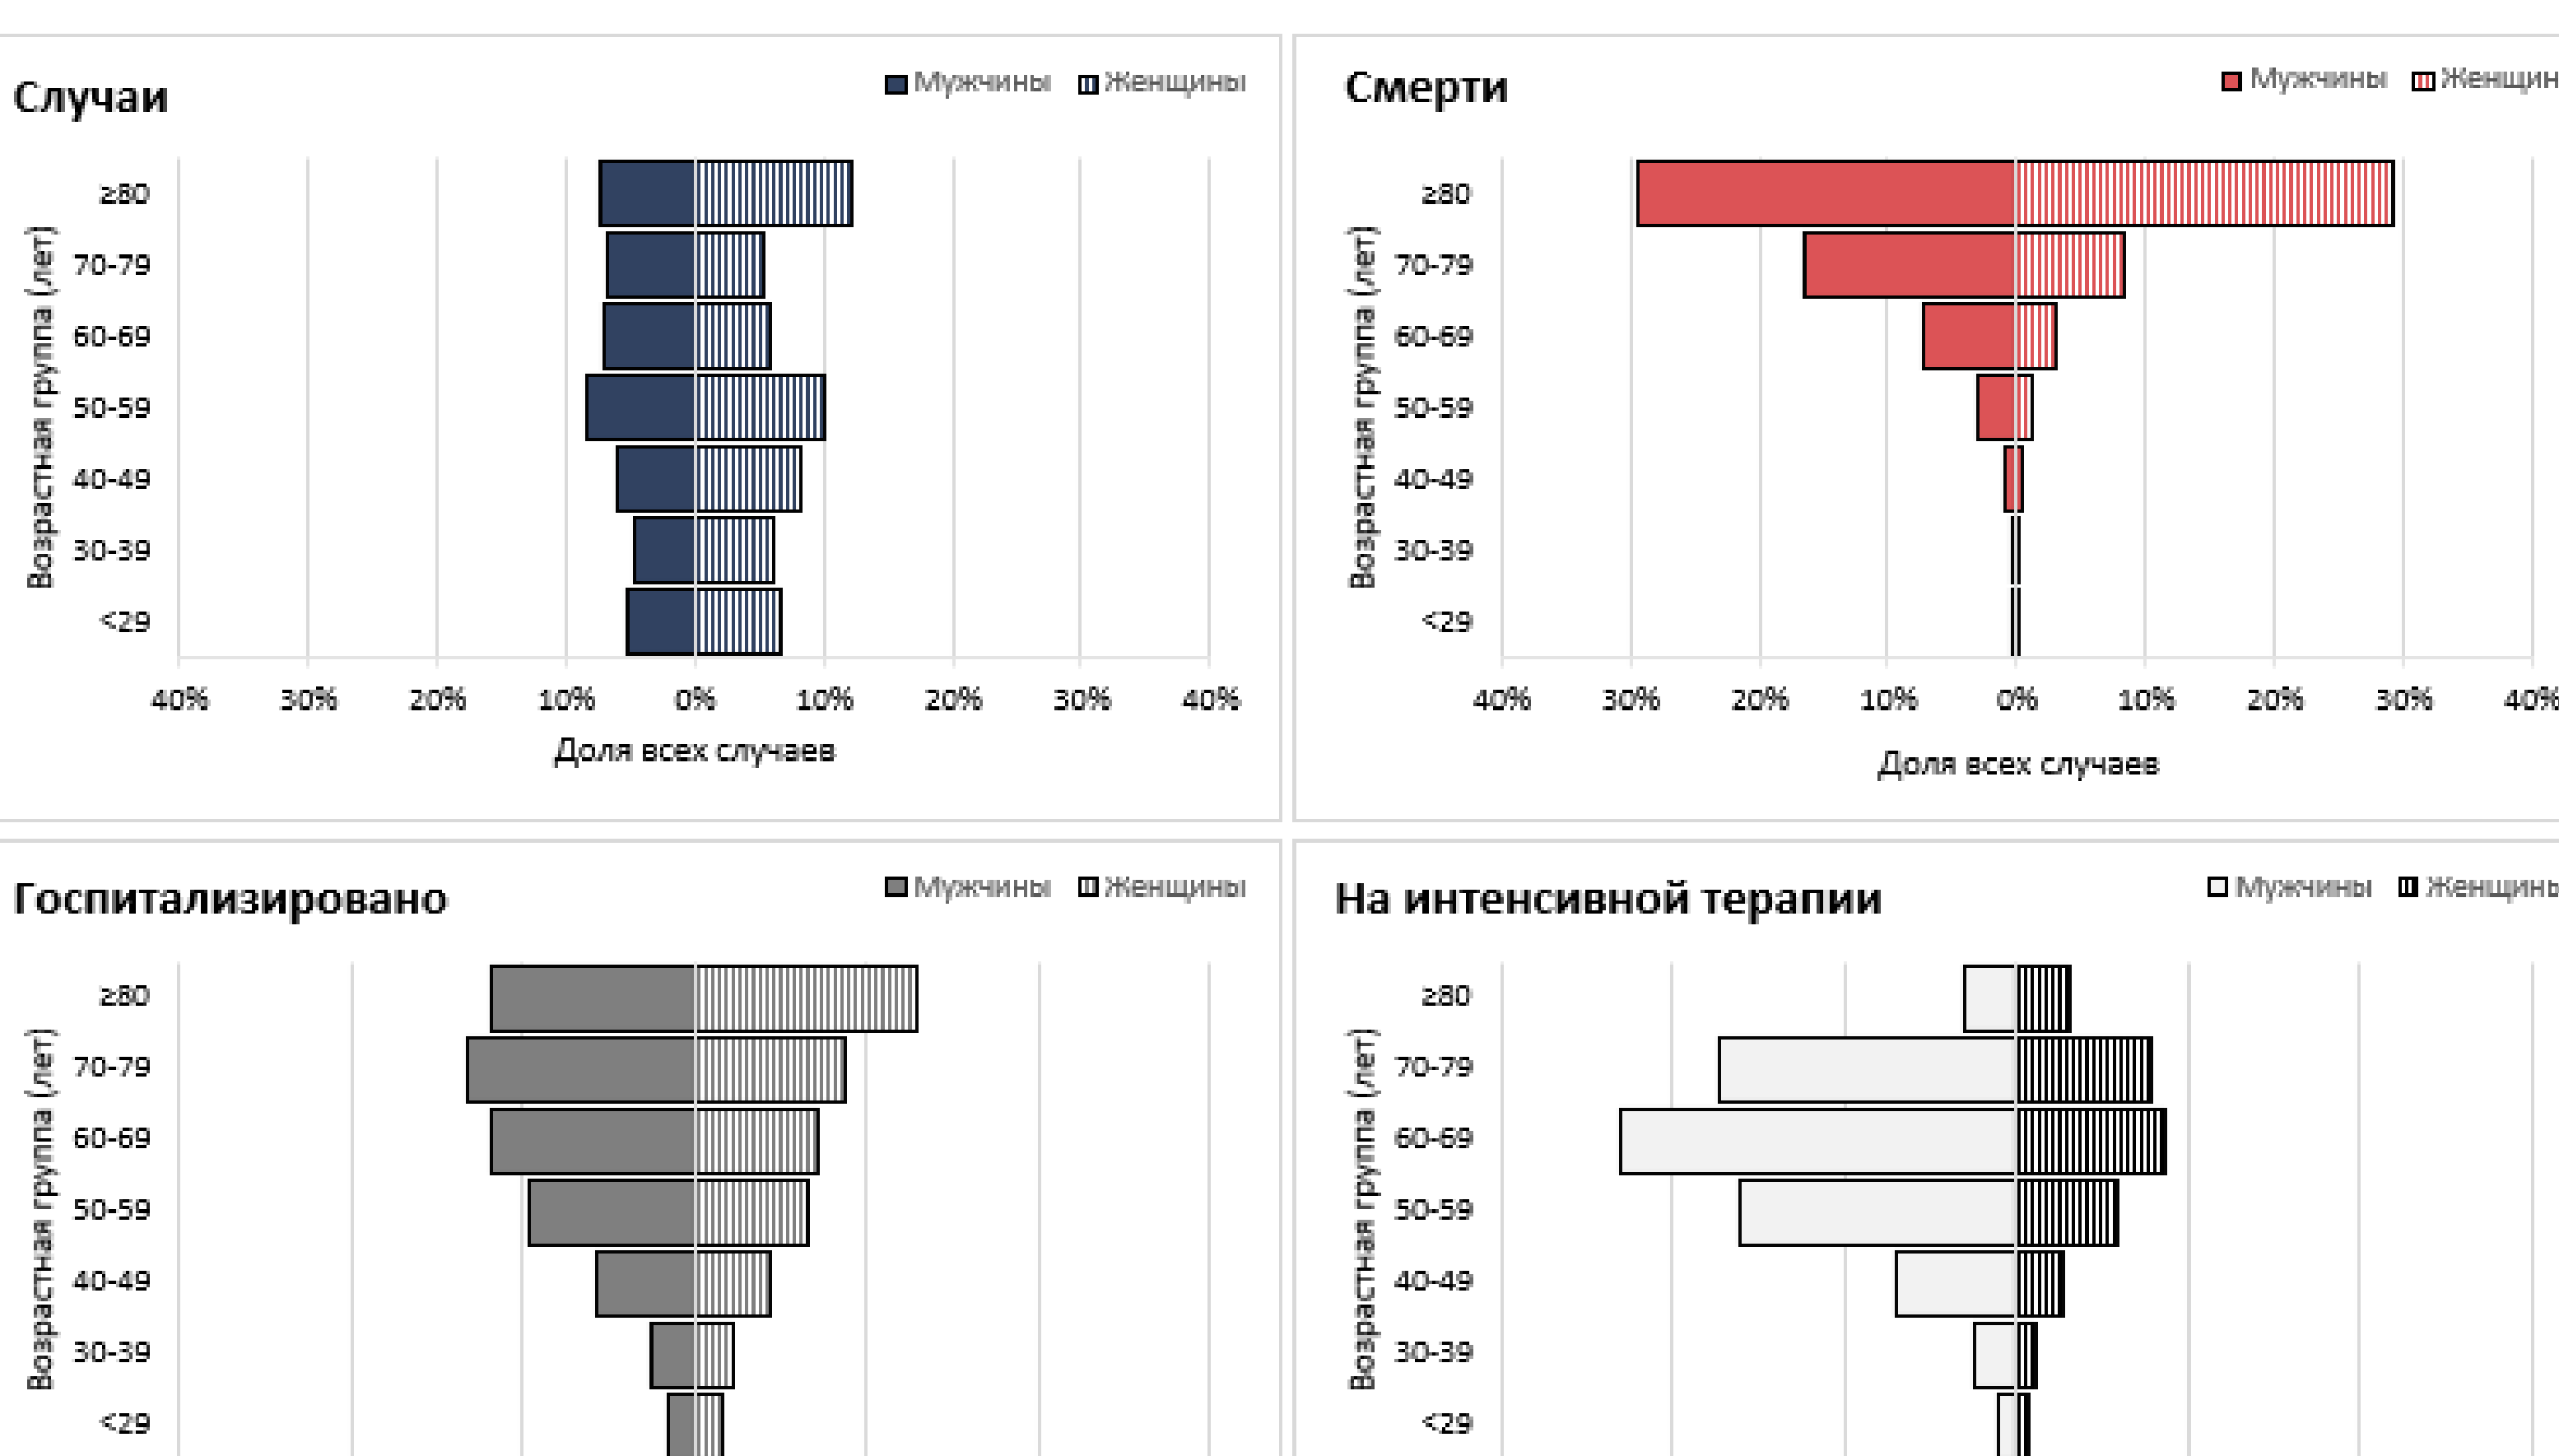 Случаи
Мужчины Женщины
Возрастная группа (лет)
≥80
70-79
60-69
50-59
40-49
30-39
<29
40% 30% 20% 10% 0% 10% 20% 30% 40%
Доля всех случаев
Смерти
Мужчины Женщин
Возрастная группа (лет)
≥80
70-79
60-69
50-59
40-49
30-39
<29
40% 30% 20% 10% 0% 10% 20% 30% 40%
Доля всех случаев
Госпитализировано
Мужчины Женщины
Возрастная группа (лет)
≥80
70-79
60-69
50-59
40-49
30-39
<29
На интенсивной терапии
Мужчины Женщины
Возрастная группа (лет)
≥80
70-79
60-69
50-59
40-49
30-39
<29